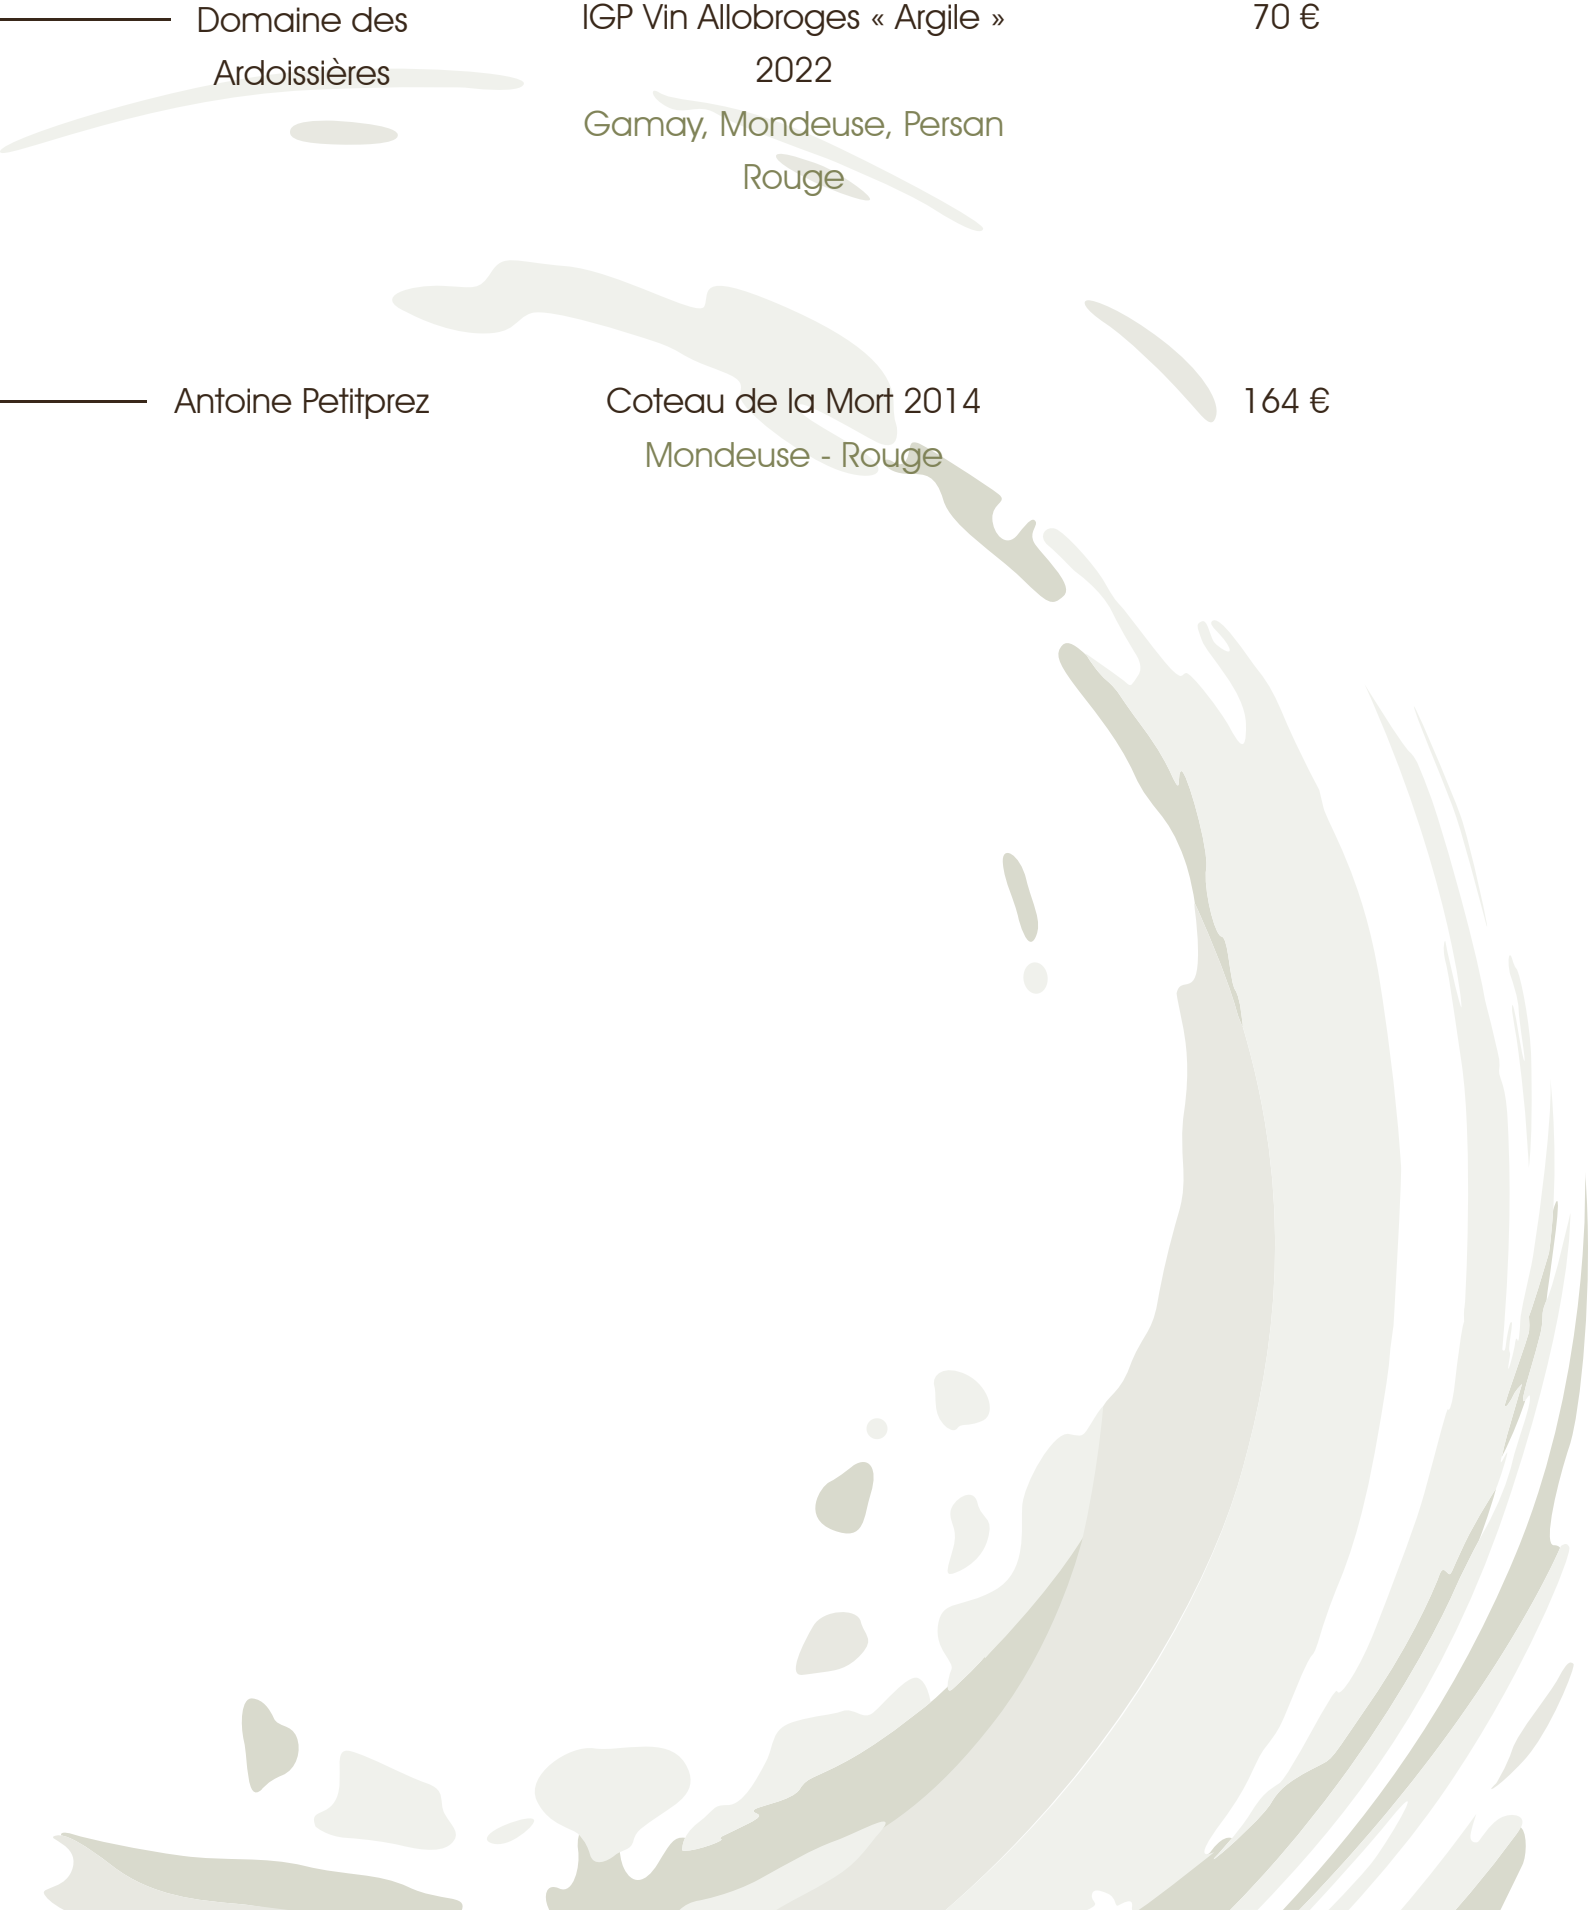 Domaine des
Ardoissières
IGP Vin Allobroges « Argile »
2022
Gamay, Mondeuse, Persan
Rouge
70 €
Antoine Petitprez
Coteau de la Mort 2014
Mondeuse - Rouge
164 €